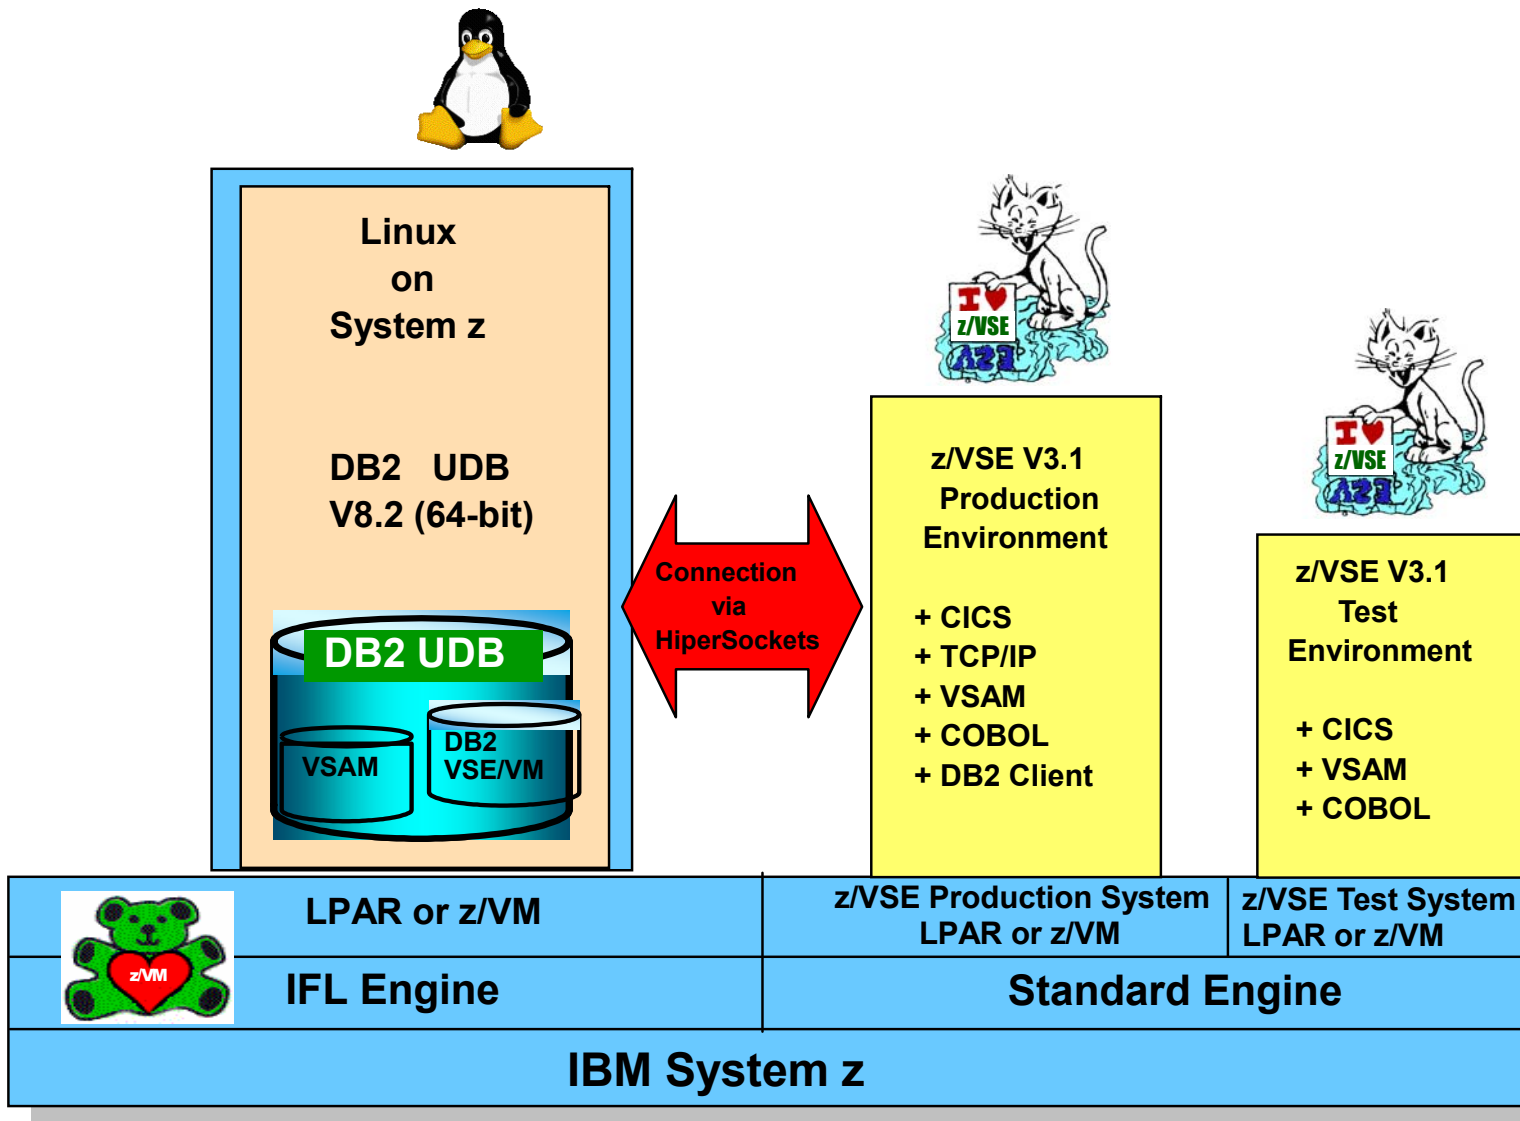 Linux
on
System z
DB2 UDB
V8.2 (64-bit)
DB2 UDB
VSAM
DB2
VSE/VM
Connection
via
HiperSockets
I ♥
z/VSE
z/VSE V3.1
Production
Environment
+ CICS
+ TCP/IP
+ VSAM
+ COBOL
+ DB2 Client
I ♥
z/VSE
z/VSE V3.1
Test
Environment
+ CICS
+ VSAM
+ COBOL
z/VM
LPAR or z/VM
z/VSE Production System
LPAR or z/VM
z/VSE Test System
LPAR or z/VM
IFL Engine
Standard Engine
IBM System z